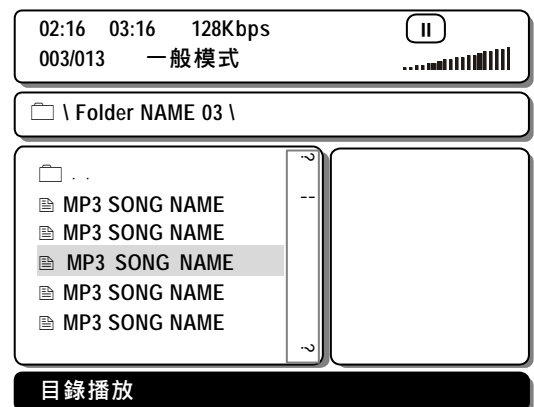 02:16 03:16 128Kbps
003/013 一般模式
\ Folder NAME 03 \
. .
MP3 SONG NAME
MP3 SONG NAME
MP3 SONG NAME
MP3 SONG NAME
MP3 SONG NAME
目錄播放